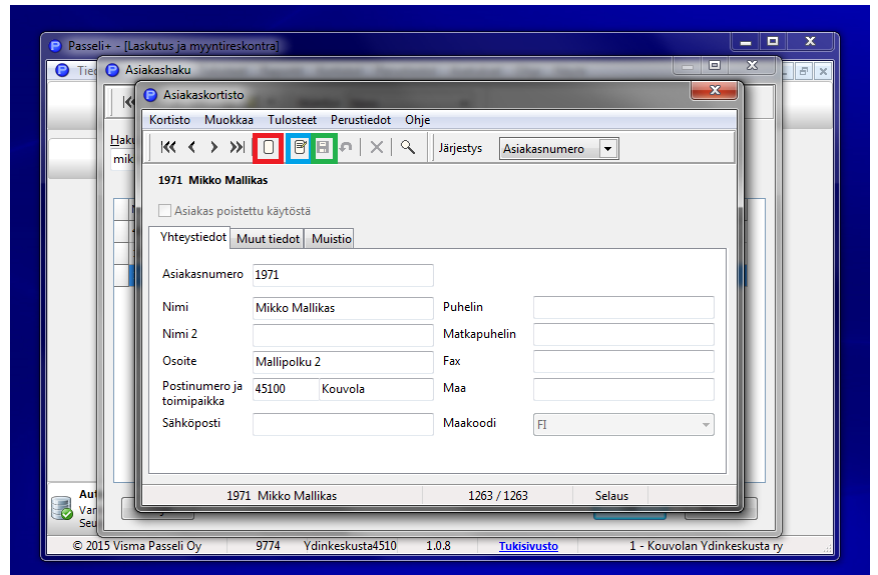 Passeli+ - [Laskutus ja myyntireskontra]
Asiakashaku
Asiakaskortisto
Kortisto Muokkaa Tulosteet Perustiedot Ohje
Järjestys Asiakasnumero
1971 Mikko Mallikas
Asiakas poistettu käytöstä
Yhteystiedot Muut tiedot Muistio
Asiakasnumero 1971
Nimi Mikko Mallikas Puhelin
Nimi 2 Matkapuhelin
Osoite Mallipolku 2 Fax
Postinumero ja 45100 Kouvola Maa
toimipaikka
Sähköposti Maakoodi FI
1971 Mikko Mallikas 1263 / 1263 Selaus
© 2015 Visma Passeli Oy 9774 Ydinkeskusta4510 1.0.8 Tukisivusto 1 - Kouvolan Ydinkeskusta ry